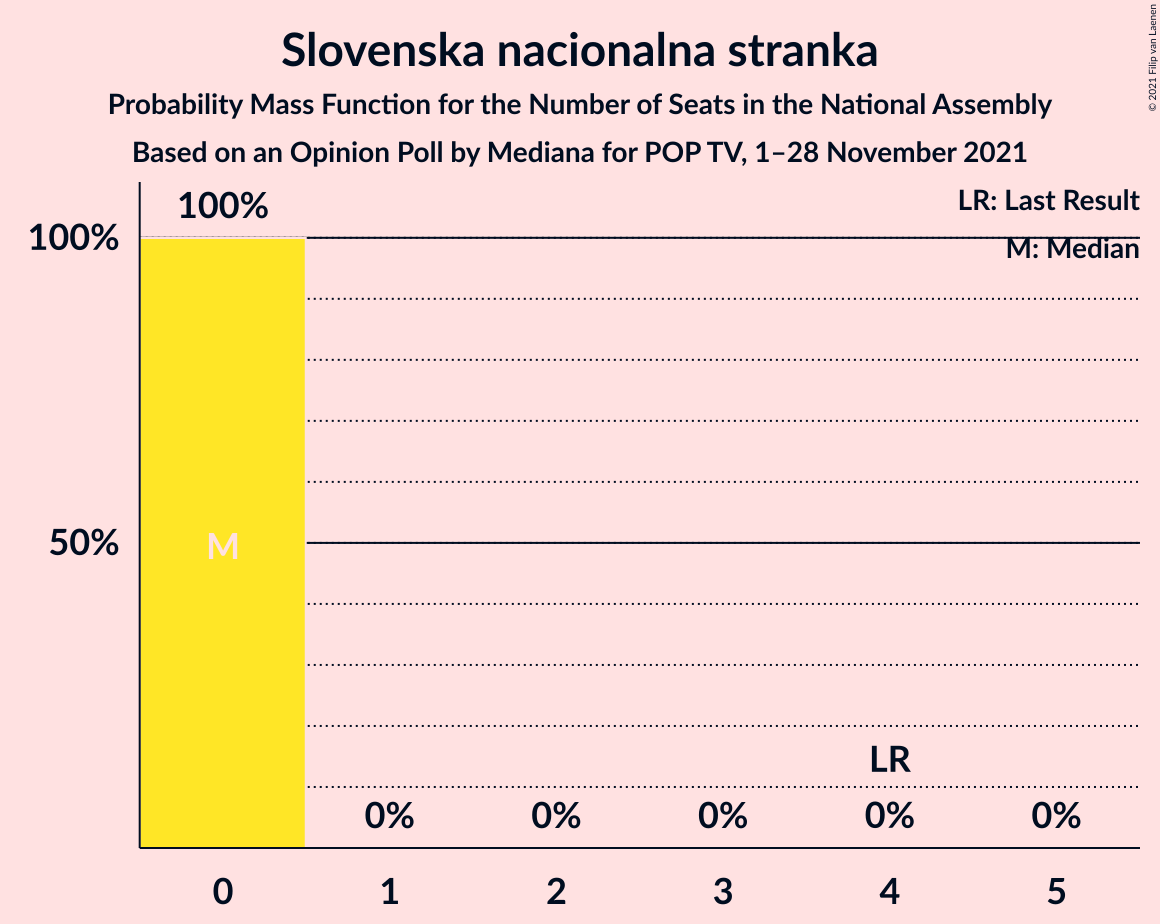 Slovenska nacionalna stranka
Probability Mass Function for the Number of Seats in the National Assembly
Based on an Opinion Poll by Mediana for POP TV, 1–28 November 2021
© 2021 Filip van Laenen
LR: Last Result
M: Median
100%
100%
50%
M
LR
0%
0%
0%
0%
0%
0
1
2
3
4
5